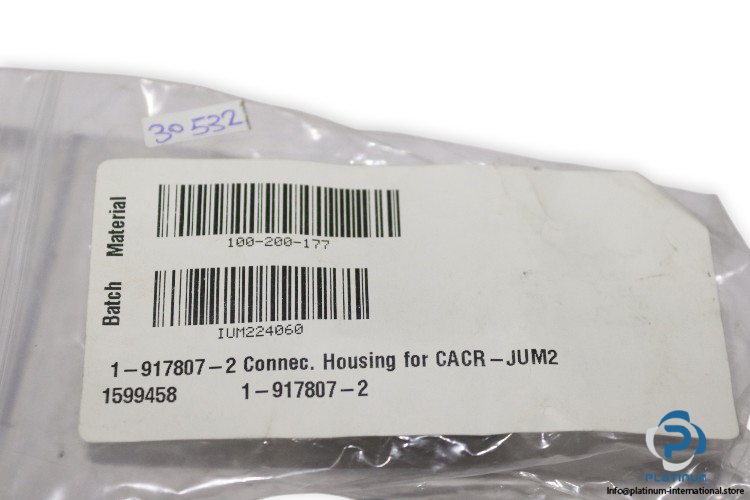 30532
Material
100-200-177
Batch
IUM224060
1-917807-2 Connec. Housing for CACR-JUM2
1599458 1-917807-2
PLATINUM
Info@platinum-international.store